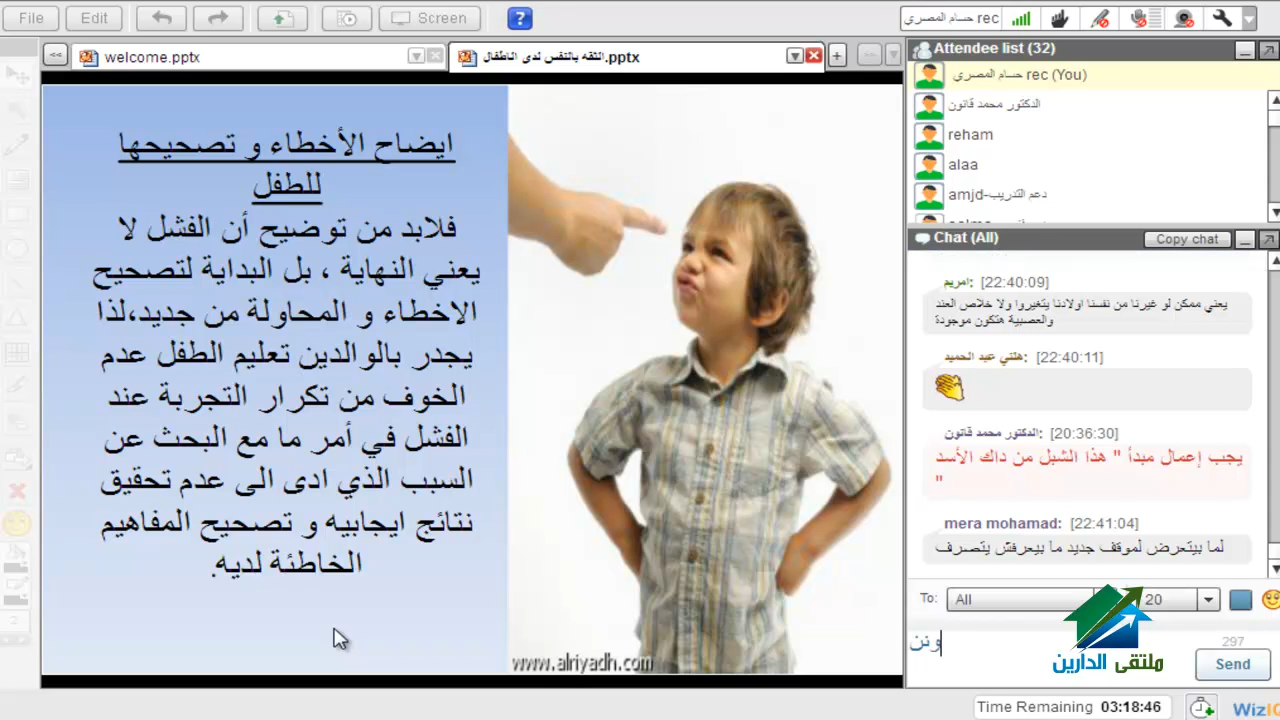 File
Edit
Screen
حسام المصري rec
welcome.pptx
الثقه بالنفس لدى الاطفال.pptx
ايضاح الأخطاء و تصحيحها
للطفل
فلابد من توضيح أن الفشل لا
يعني النهاية ، بل البداية لتصحيح
الاخطاء و المحاولة من جديد،لذا
يجدر بالوالدين تعليم الطفل عدم
الخوف من تكرار التجربة عند
الفشل في أمر ما مع البحث عن
السبب الذي ادى الى عدم تحقيق
نتائج ايجابيه و تصحيح المفاهيم
الخاطئة لديه.
www.alriyadh.com
Attendee list (32)
حسام المصري rec (You)
الدكتور محمد قانون
reham
alaa
دعم التدريب-amjd
Chat (All)
Copy chat
امريم: [22:40:09]
يعني ممكن لو غيرنا من نفسنا اولادنا يتغيروا ولا خلاص العند
والعصبية هتكون موجودة
هلني عبد الحميد: [22:40:11]
الدكتور محمد قانون: [20:36:30]
يجب إعمال مبدأ " هذا الشبل من ذاك الأسد
"
mera mohamad: [22:41:04]
لما بيتعرض لموقف جديد ما بيعرفش يتصرف
To:
All
20
ونن
297
Send
ملتقى الدارين
Time Remaining 03:18:46